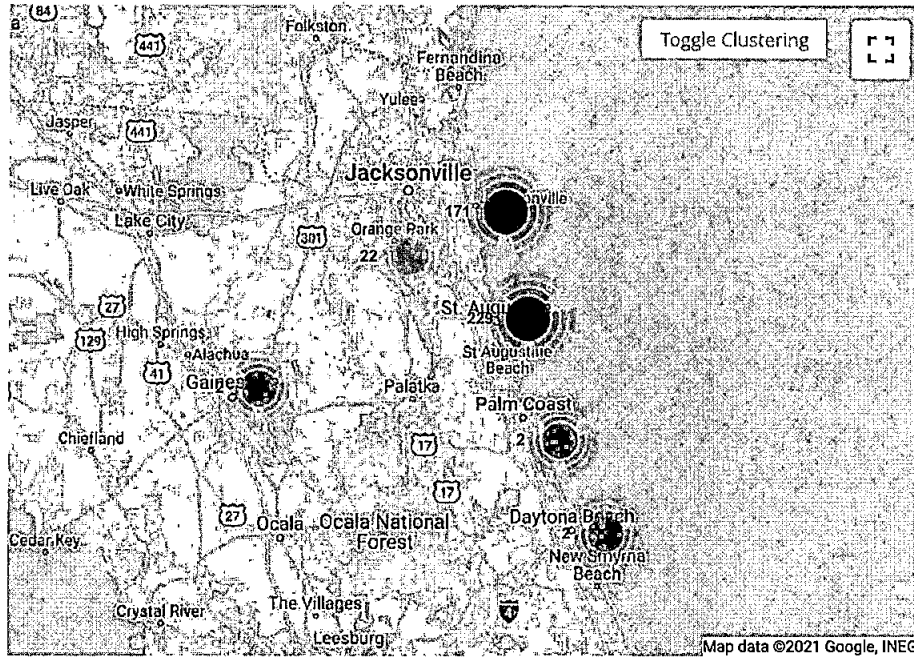 a
84
Folkston
441
Toggle Clustering
Fernandina
Beach
Yulee
Jasper
441
Jacksonville
Live Oak
White Springs
171
nville
Lake City
Orange Park
301
22
27
St. Augu
High Springs
129
Alachua
St Augustine
Beach
41
Gaines
Palatka
Palm Coast
Chiefland
17
2
17
27
Ocala
Ocala National
Forest
Daytona Beach
2
Cedar Key
New Smyrna
Beach
Crystal River
The Villages
4
Leesburg
Map data ©2021 Google, INEG